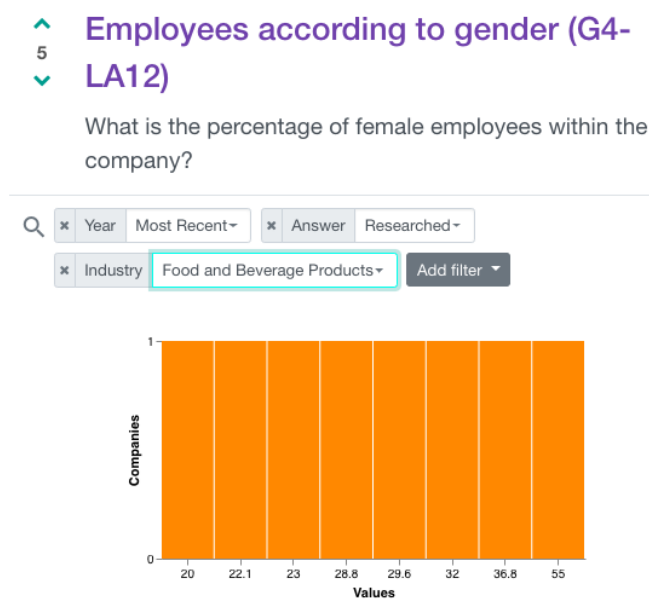 Employees according to gender (G4-
5
LA12)
What is the percentage of female employees within the
company?
× Year Most Recent × Answer Researched
× Industry Food and Beverage Products Add filter
1
Companies
0
20 22.1 23 28.8 29.6 32 36.8 55
Values